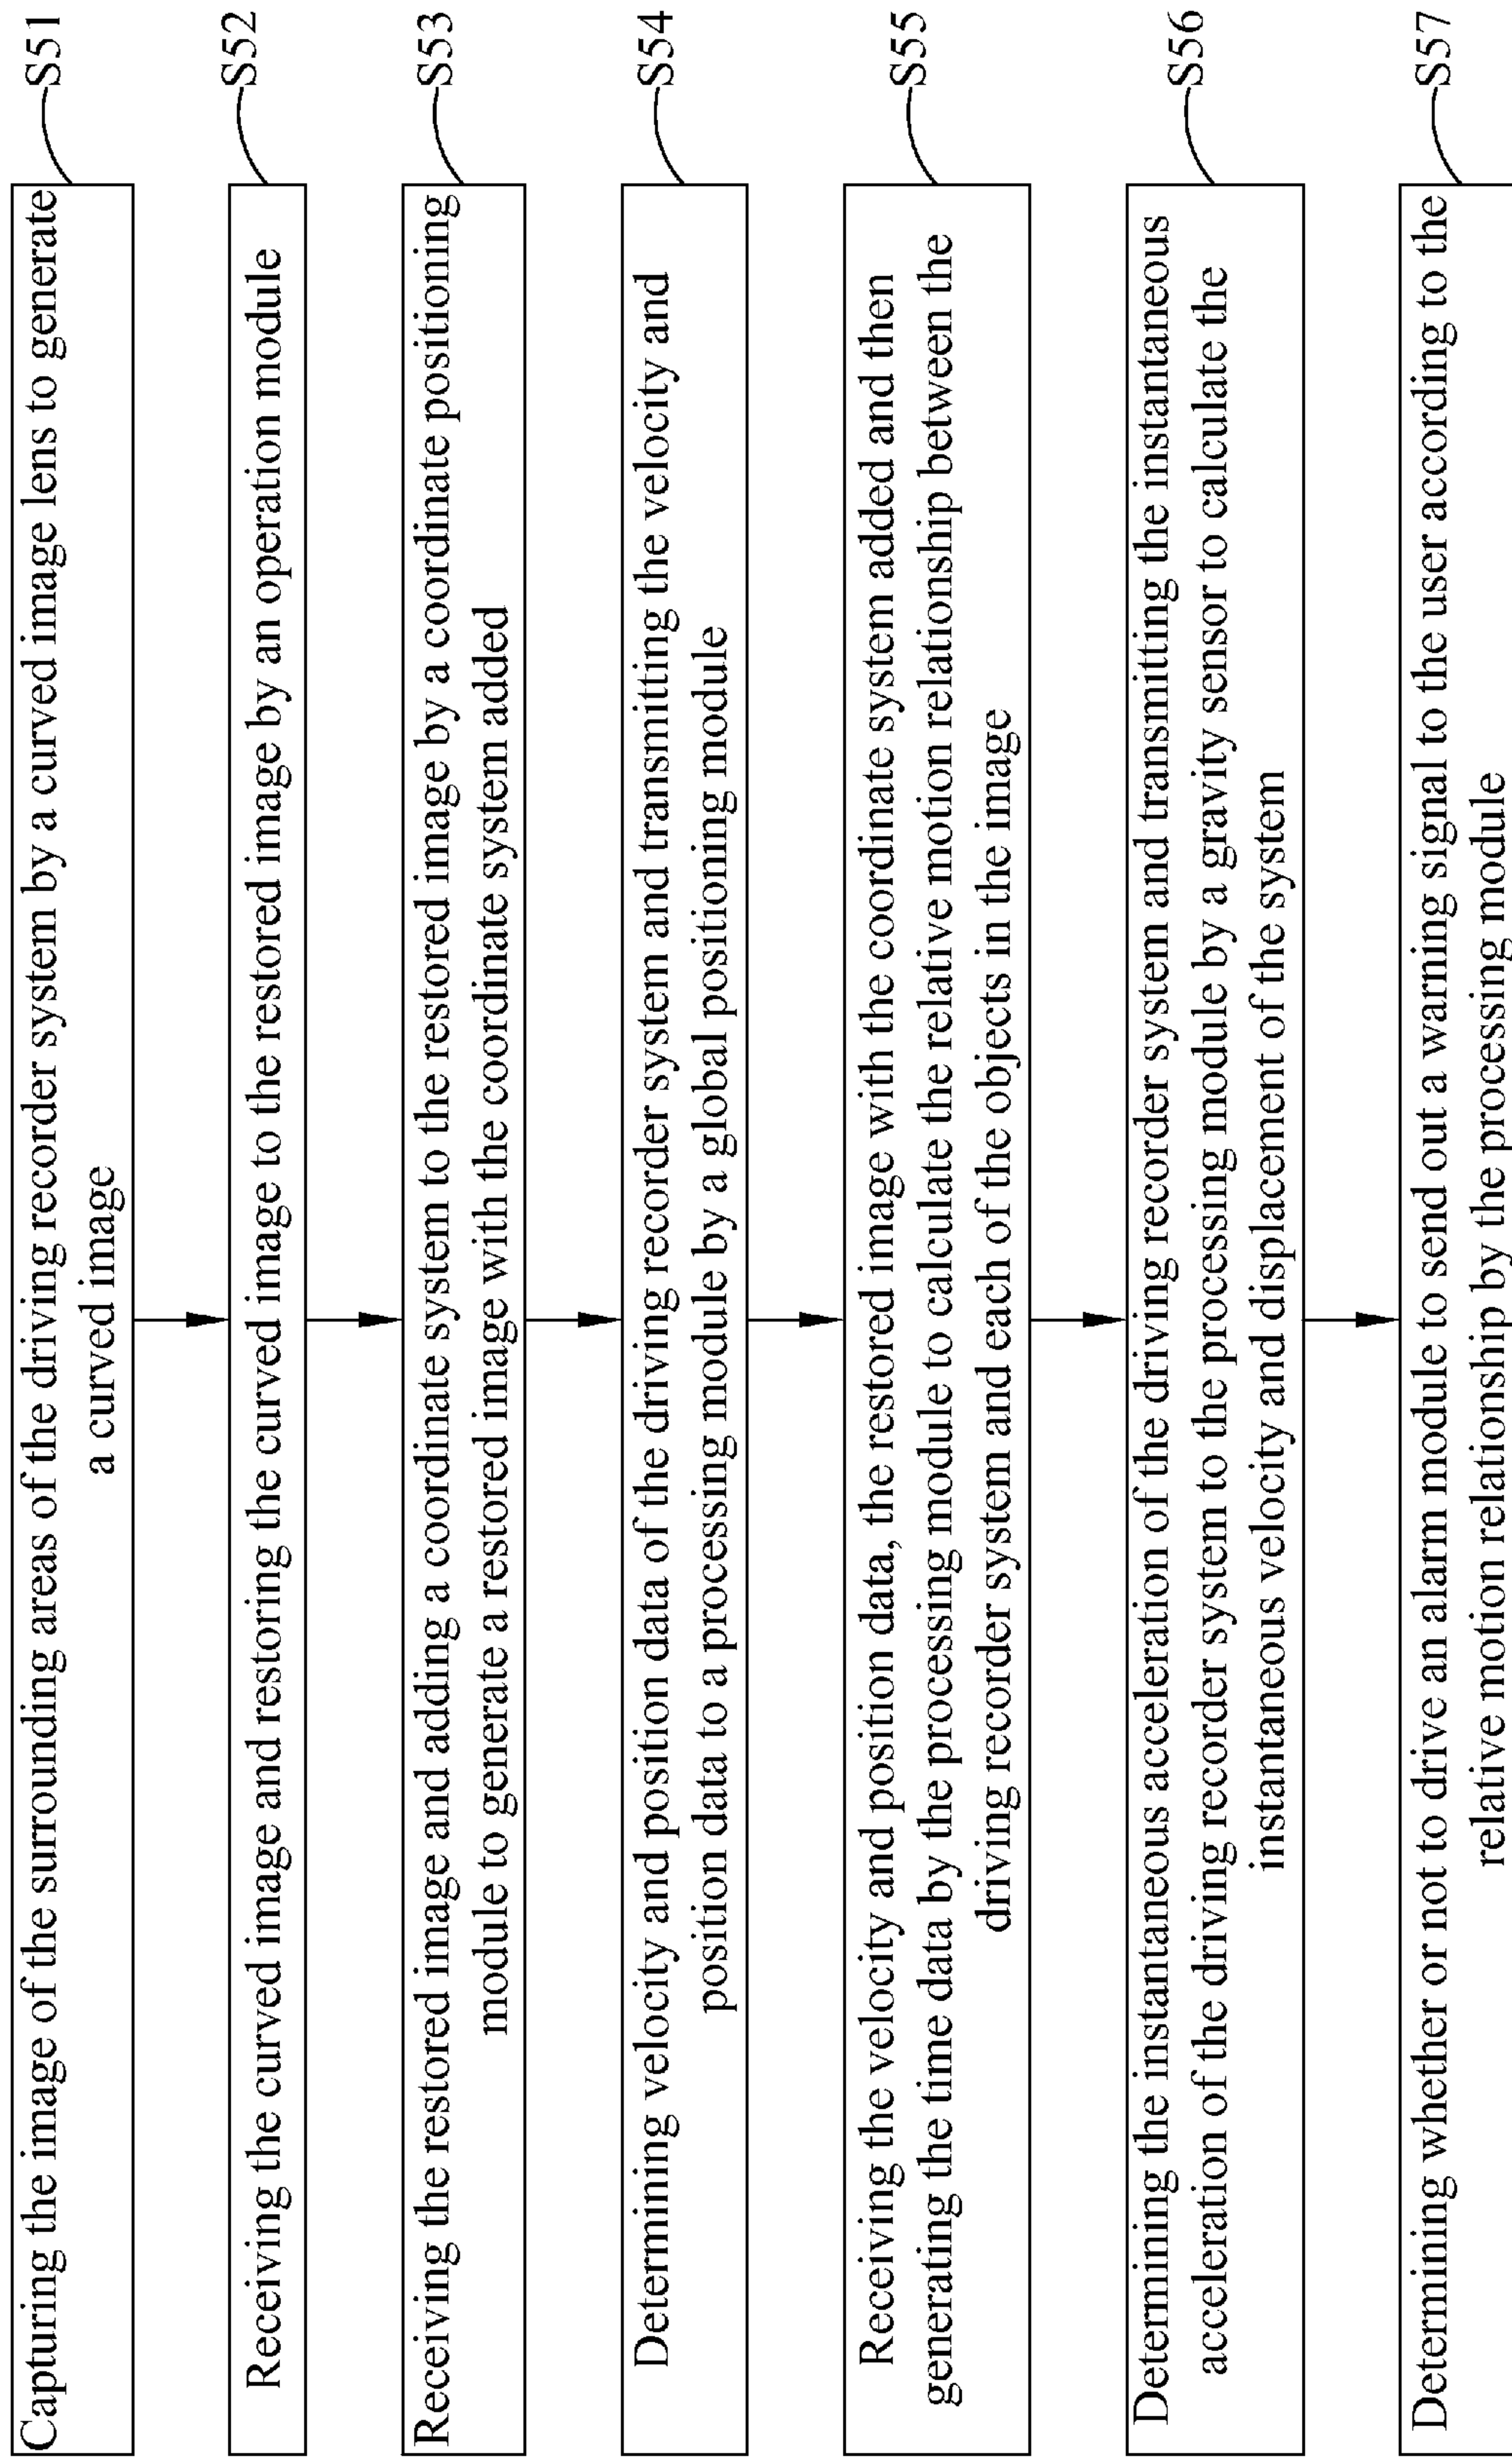 Capturing the image of the surrounding areas of the driving recorder system by a curved image lens to generate
a curved image
S51
Receiving the curved image and restoring the curved image to the restored image by an operation module
S52
Receiving the restored image and adding a coordinate system to the restored image by a coordinate positioning
module to generate a restored image with the coordinate system added
S53
Determining velocity and position data of the driving recorder system and transmitting the velocity and
position data to a processing module by a global positioning module
S54
Receiving the velocity and position data, the restored image with the coordinate system added and then
generating the time data by the processing module to calculate the relative motion relationship between the
driving recorder system and each of the objects in the image
S55
Determining the instantaneous acceleration of the driving recorder system and transmitting the instantaneous
acceleration of the driving recorder system to the processing module by a gravity sensor to calculate the
instantaneous velocity and displacement of the system
S56
Determining whether or not to drive an alarm module to send out a warning signal to the user according to the
relative motion relationship by the processing module
S57